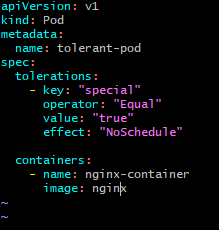 apiVersion: v1
kind: Pod
metadata:
  name: tolerant-pod
spec:
  tolerations:
    - key: "special"
      operator: "Equal"
      value: "true"
      effect: "NoSchedule"

  containers:
    - name: nginx-container
      image: nginx
~
~